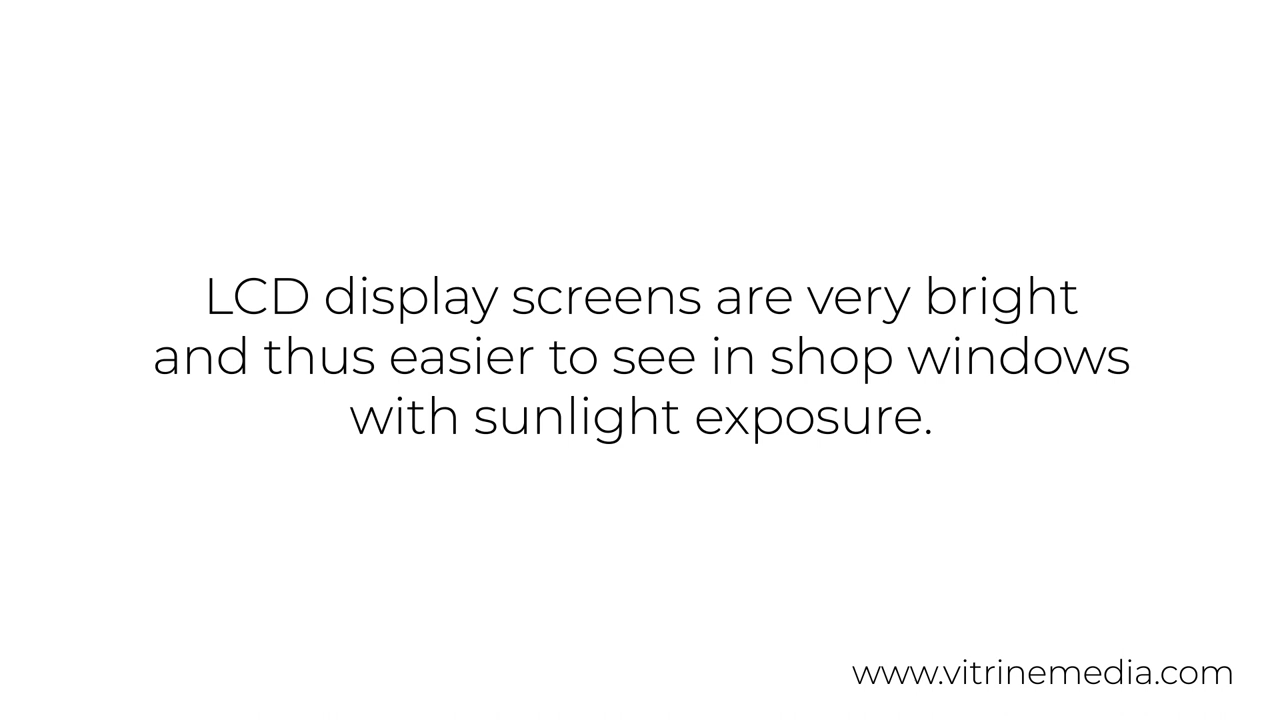 LCD display screens are very bright
and thus easier to see in shop windows
with sunlight exposure.
www.vitrinemedia.com